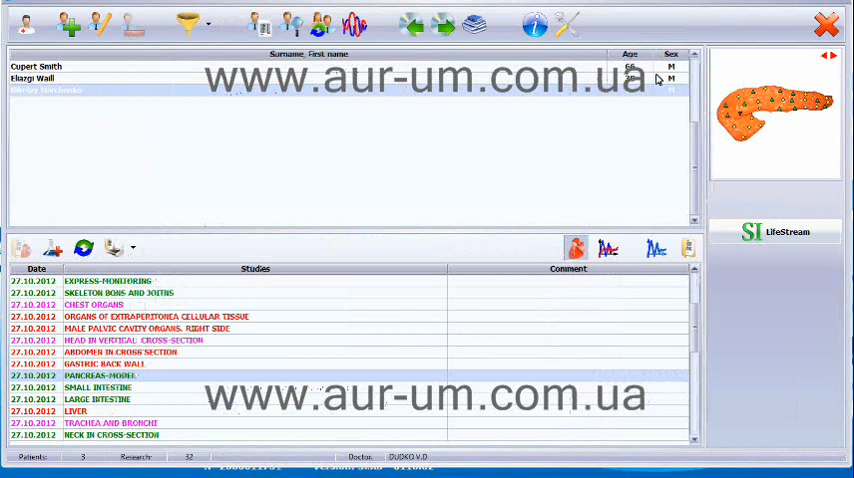 Surname, First name Age Sex
Cupert Smith 66 M
Eliazgi Waill M
www.aur-um.com.ua
Nikolay Marchenko M
SI LifeStream
Date Studies Comment
27.10.2012 EXPRESS-MONITORING
27.10.2012 SKELETON BONS AND JOITNS
27.10.2012 CHEST ORGANS
27.10.2012 ORGANS OF EXTRAPERITONEA CELLULAR TISSUE
27.10.2012 MALE PALVIC CAVITY ORGANS. RIGHT SIDE
27.10.2012 HEAD IN VERTICAL CROSS-SECTION
27.10.2012 ABDOMEN IN CROSS SECTION
27.10.2012 GASTRIC BACK WALL
27.10.2012 PANCREAS-MODEL
27.10.2012 SMALL INTESTINE
27.10.2012 LARGE INTESTINE
www.aur-um.com.ua
27.10.2012 LIVER
27.10.2012 TRACHEA AND BRONCHI
27.10.2012 NECK IN CROSS-SECTION
Patients: 3 Research: 32 Doctor: DUDKO V.D